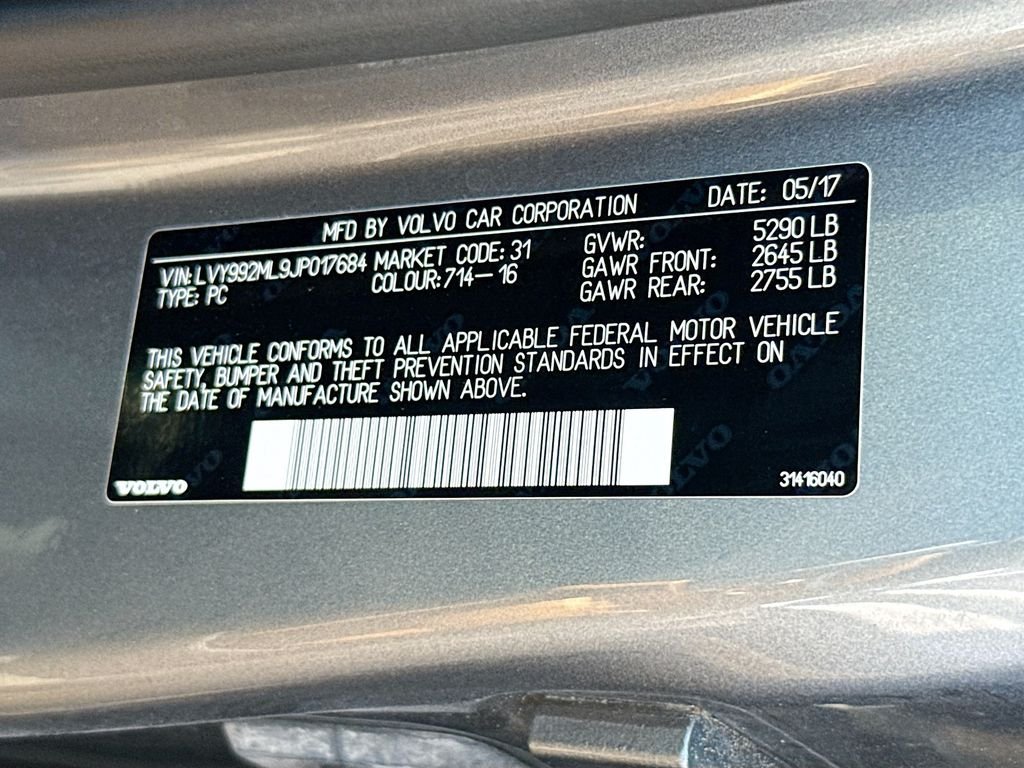 MFD BY VOLVO CAR CORPORATION DATE: 05/17
VIN: LVY992ML9JP017684 MARKET CODE: 31 GVWR: 5290 LB
TYPE: PC COLOUR: 714-16 GAWR FRONT: 2645 LB
GAWR REAR: 2755 LB
THIS VEHICLE CONFORMS TO ALL APPLICABLE FEDERAL MOTOR VEHICLE
SAFETY, BUMPER AND THEFT PREVENTION STANDARDS IN EFFECT ON
THE DATE OF MANUFACTURE SHOWN ABOVE.
VOLVO 31416040